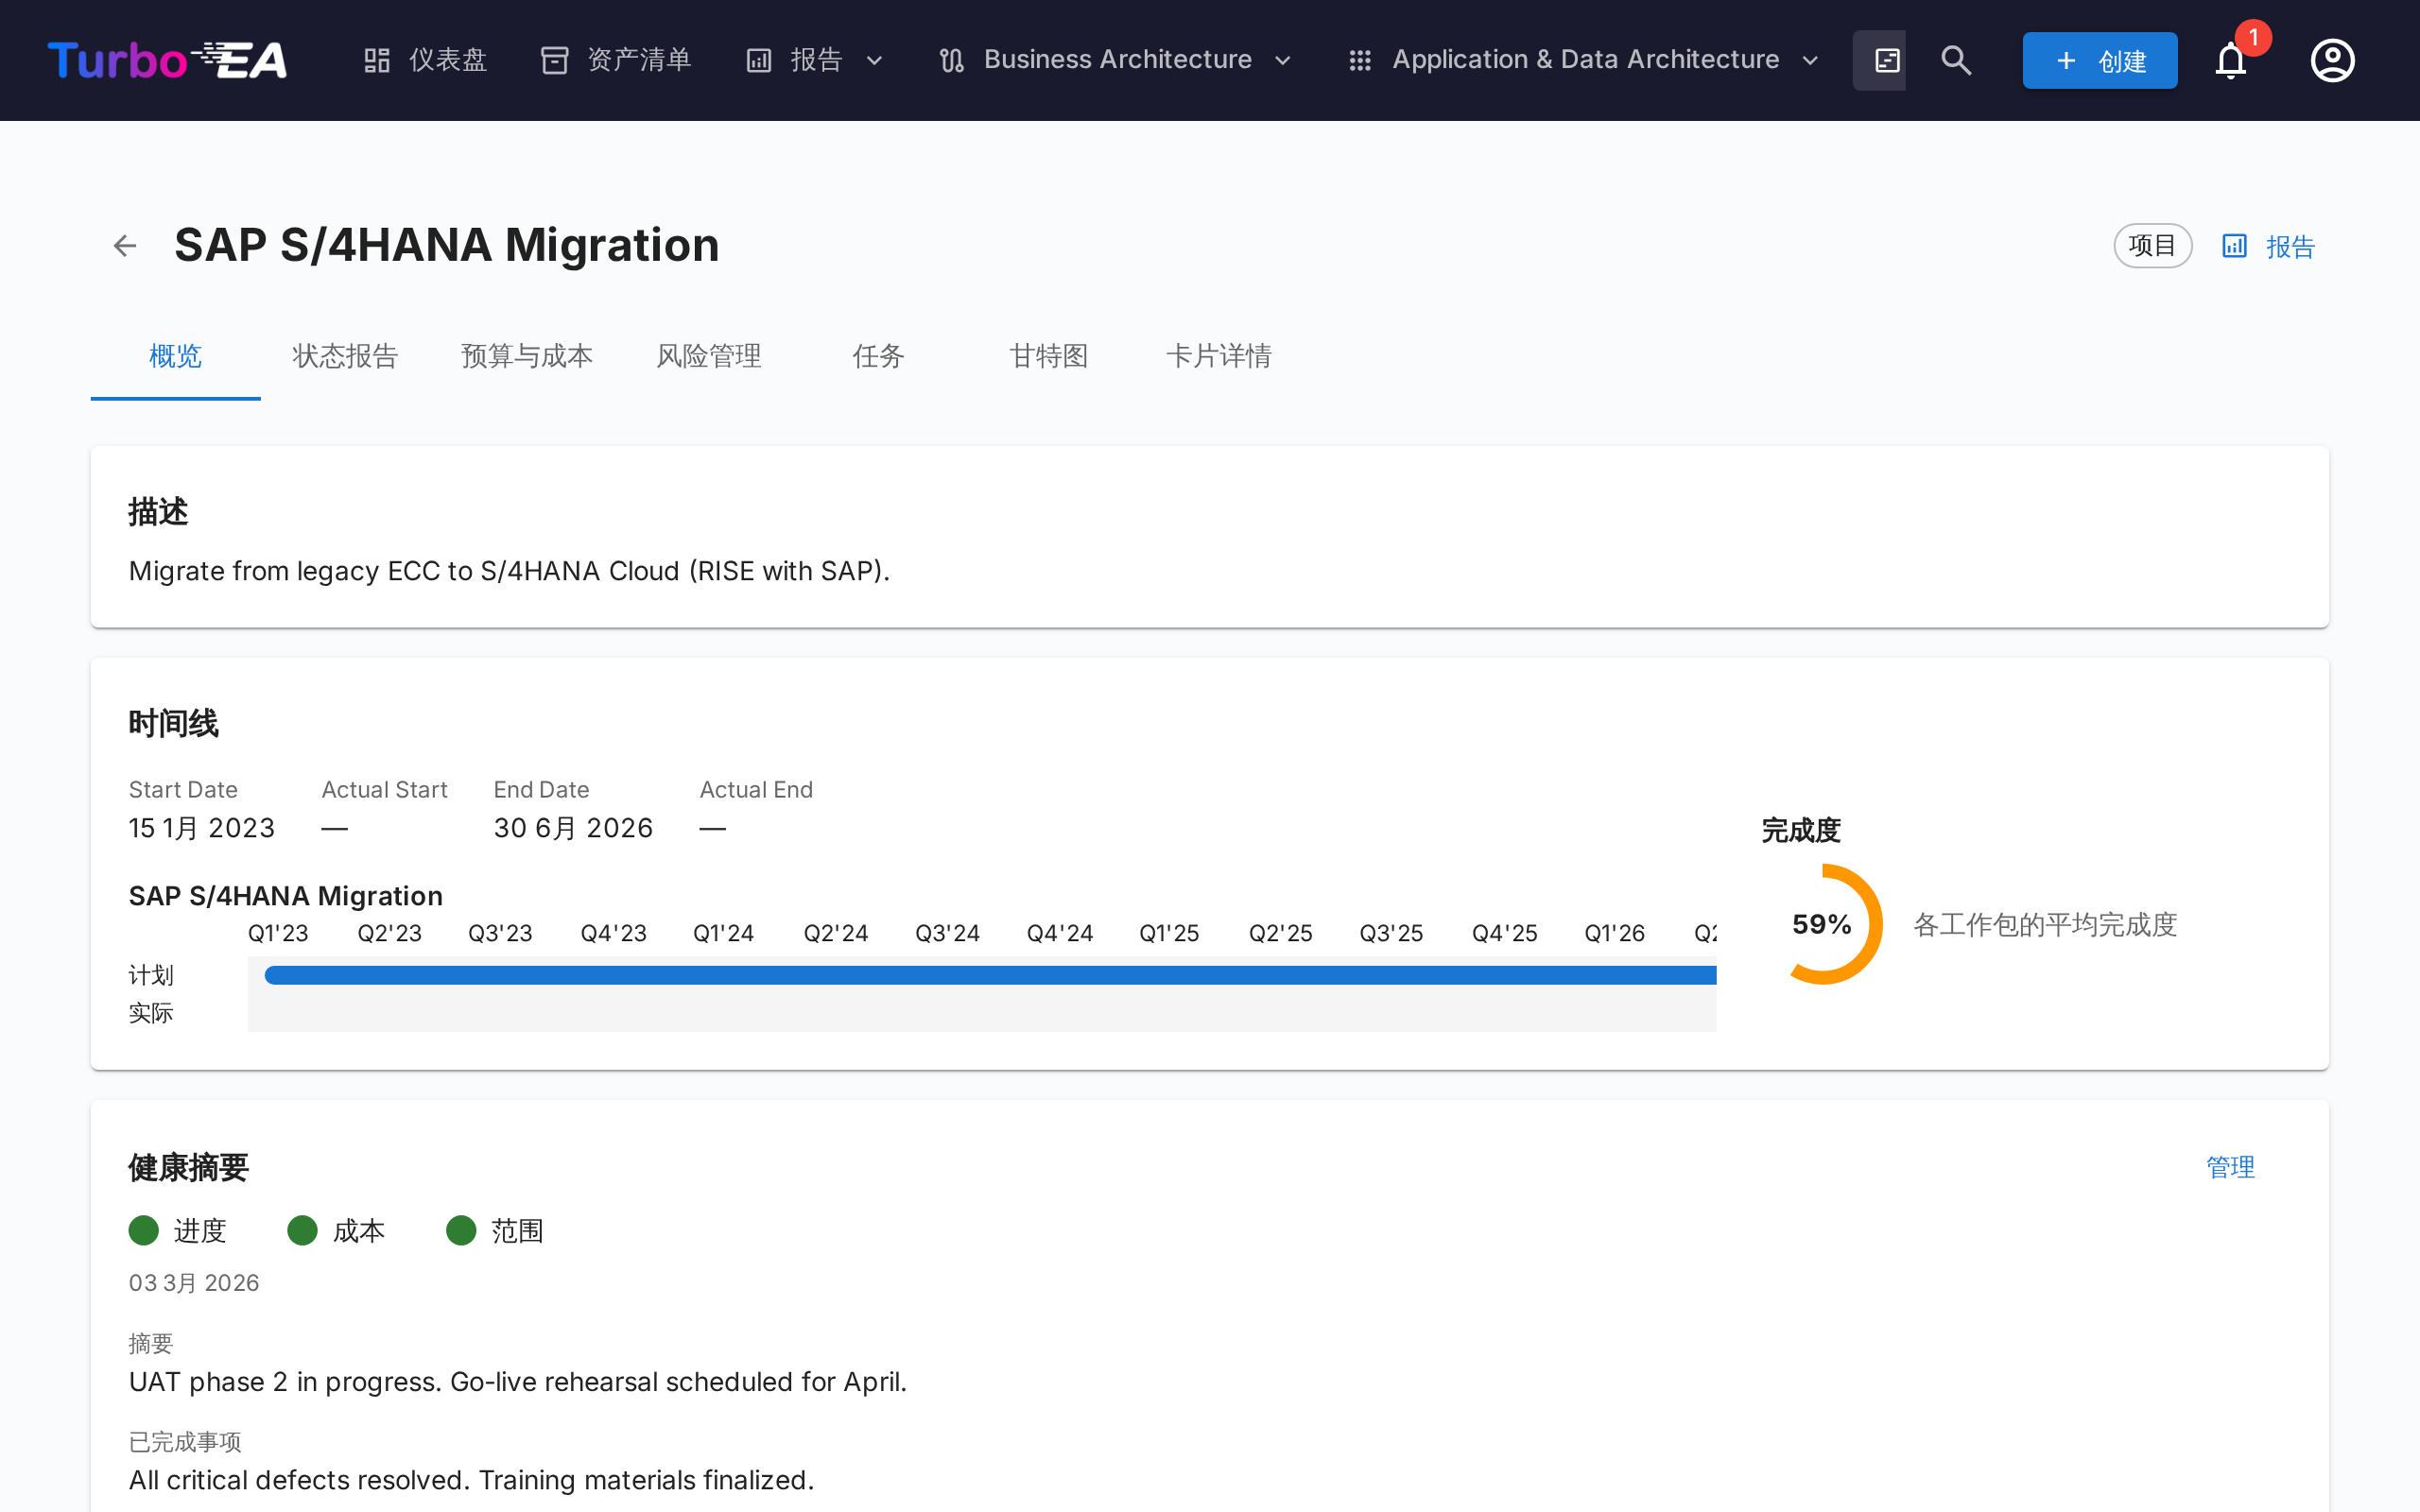 Turbo EA 仪表盘 资产清单 报告 Business Architecture Application & Data Architecture 创建 1
SAP S/4HANA Migration 项目 报告
概览 状态报告 预算与成本 风险管理 任务 甘特图 卡片详情
描述
Migrate from legacy ECC to S/4HANA Cloud (RISE with SAP).
时间线
Start Date Actual Start End Date Actual End
15 1月 2023 — 30 6月 2026 —
完成度
SAP S/4HANA Migration
59% 各工作包的平均完成度
Q1'23 Q2'23 Q3'23 Q4'23 Q1'24 Q2'24 Q3'24 Q4'24 Q1'25 Q2'25 Q3'25 Q4'25 Q1'26
计划
实际
健康摘要 管理
进度 成本 范围
03 3月 2026
摘要
UAT phase 2 in progress. Go-live rehearsal scheduled for April.
已完成事项
All critical defects resolved. Training materials finalized.